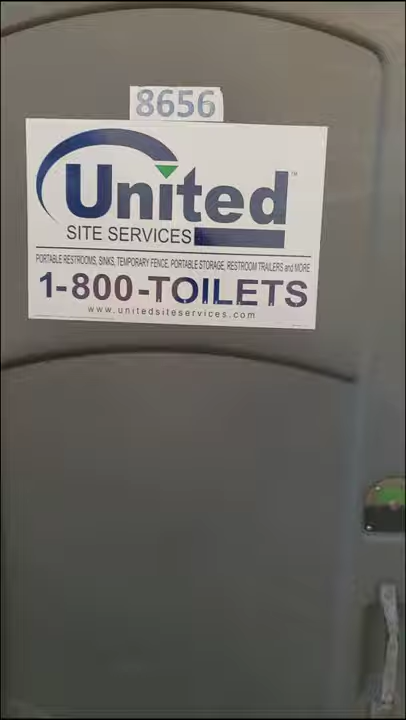 8656
United™
SITE SERVICES
PORTABLE RESTROOMS, SINKS, TEMPORARY FENCE, PORTABLE STORAGE, RESTROOM TRAILERS and MORE
1-800-TOILETS
www.unitedsiteservices.com